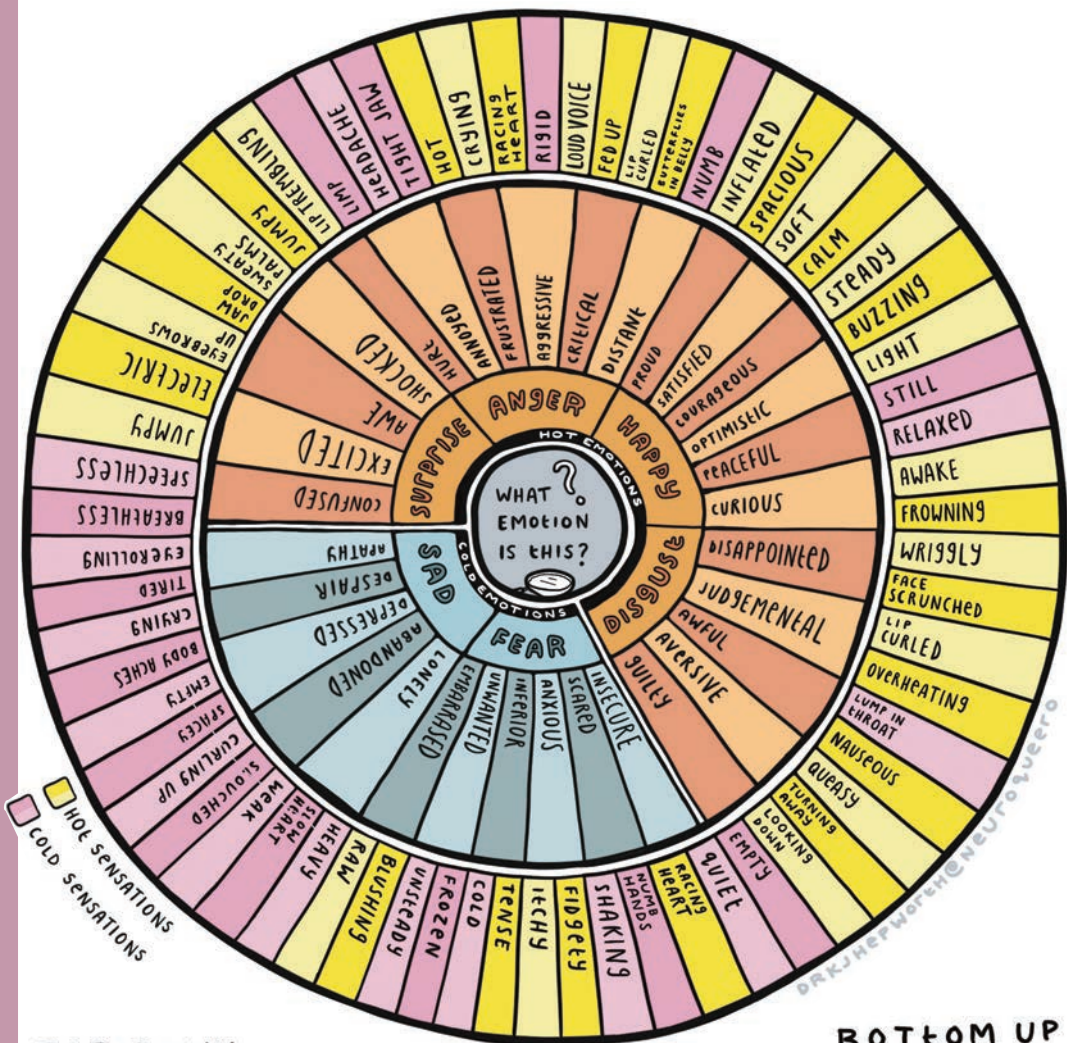 WHAT
EMOTION
IS THIS?
HOT EMOTIONS
COLD EMOTIONS
ANGER
HAPPY
DISGUST
FEAR
SAD
SURPRISE
HURT
ANNOYED
FRUSTRATED
AGGRESSIVE
CRITICAL
DISTANT
PROUD
SATISFIED
COURAGEOUS
OPTIMISTIC
PEACEFUL
CURIOUS
DISAPPOINTED
JUDGEMENTAL
AWFUL
AVERSIVE
GUILTY
INSECURE
SCARED
ANXIOUS
INFERIOR
UNWANTED
EMBARRASED
LONELY
ABANDONED
DEPRESSED
DESPAIR
APATHY
CONFUSED
EXCITED
AWE
SHOCKED
RIGID
LOUD VOICE
FED UP
LIP
CURLED
BUTTERFLIES
IN BELLY
NUMB
INFLATED
SPACIOUS
SOFT
CALM
STEADY
BUZZING
LIGHT
STILL
RELAXED
AWAKE
FROWNING
WRIGGLY
FACE
SCRUNCHED
LIP
CURLED
OVERHEATING
LUMP IN
THROAT
NAUSEOUS
QUEASY
TURNING
AWAY
LOOKING
DOWN
EMPTY
QUIET
RACING
HEART
NUMB
HANDS
SHAKING
FIDGETY
ITCHY
TENSE
COLD
FROZEN
UNSTEADY
BLUSHING
RAW
HEAVY
SLOW
HEART
WEAK
SLOUCHED
CURLING UP
SPACEY
EMPTY
BODY ACHES
CRYING
TIRED
EYEROLLING
BREATHLESS
SPEECHLESS
JUMPY
ELECTRIC
EYEBROWS
UP
JAW
DROP
SWEATY
PALMS
JUMPY
LIP TREMBLING
LIMP
HEADACHE
TIGHT JAW
HOT
CRYING
RACING
HEART
HOT SENSATIONS
COLD SENSATIONS
DRKJHEPWORTH@NEUROQUEERO
BOTTOM UP